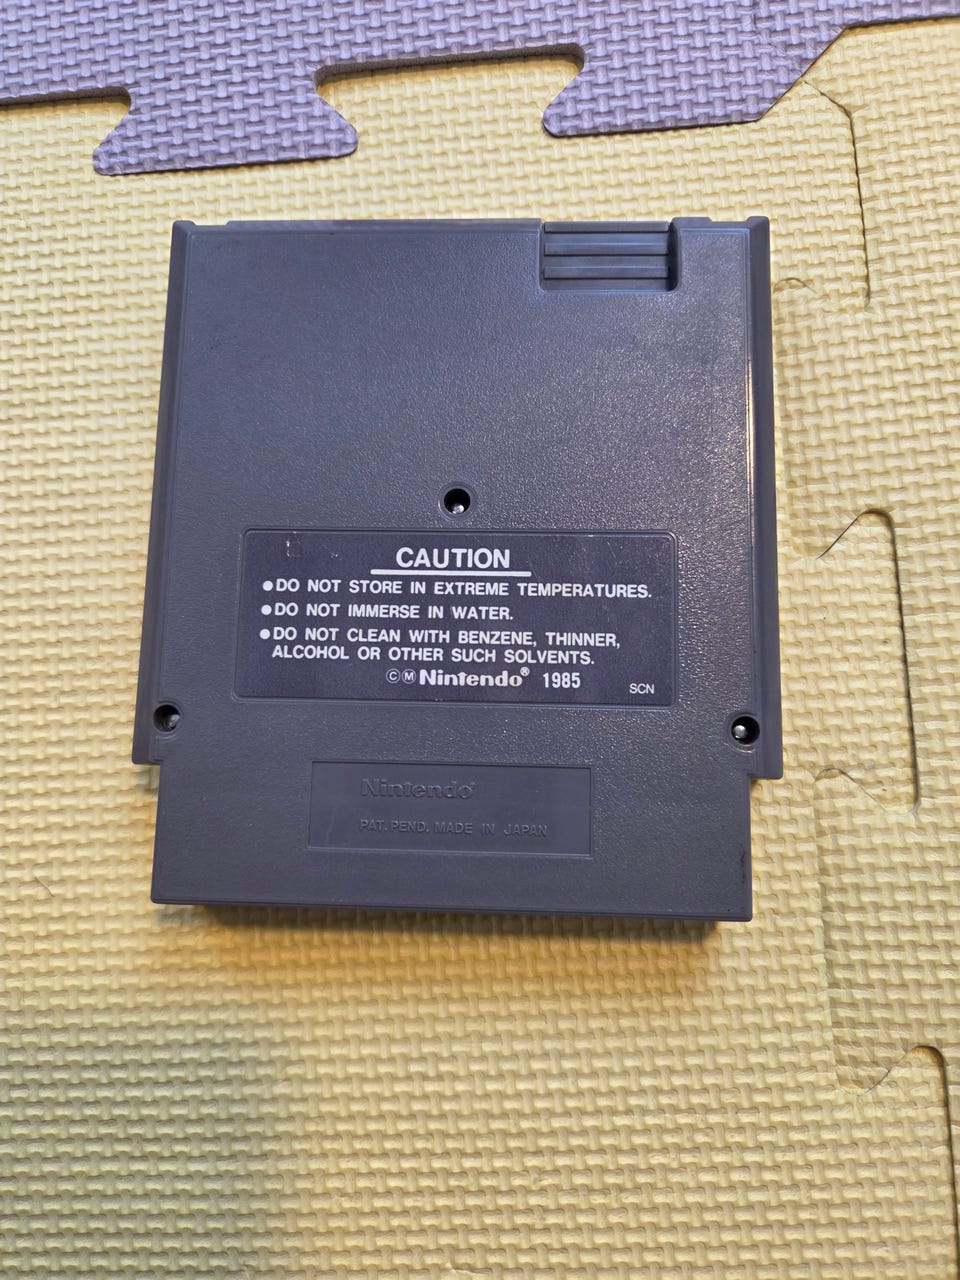 CAUTION
●DO NOT STORE IN EXTREME TEMPERATURES.
●DO NOT IMMERSE IN WATER.
●DO NOT CLEAN WITH BENZENE, THINNER,
ALCOHOL OR OTHER SUCH SOLVENTS.
ⒸⓂNintendo® 1985
SCN
Nintendo®
PAT. PEND. MADE IN JAPAN